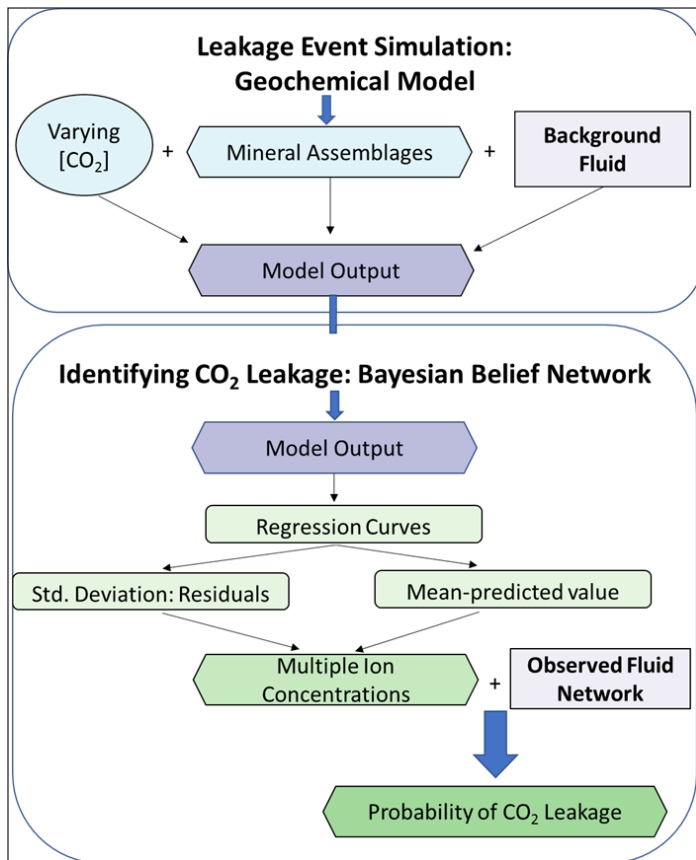 Leakage Event Simulation:
Geochemical Model
Varying
[CO₂]
+
Mineral Assemblages
+
Background
Fluid
Model Output
Identifying CO₂ Leakage: Bayesian Belief Network
Model Output
Regression Curves
Std. Deviation: Residuals
Mean-predicted value
Multiple Ion
Concentrations
+
Observed Fluid
Network
Probability of CO₂ Leakage